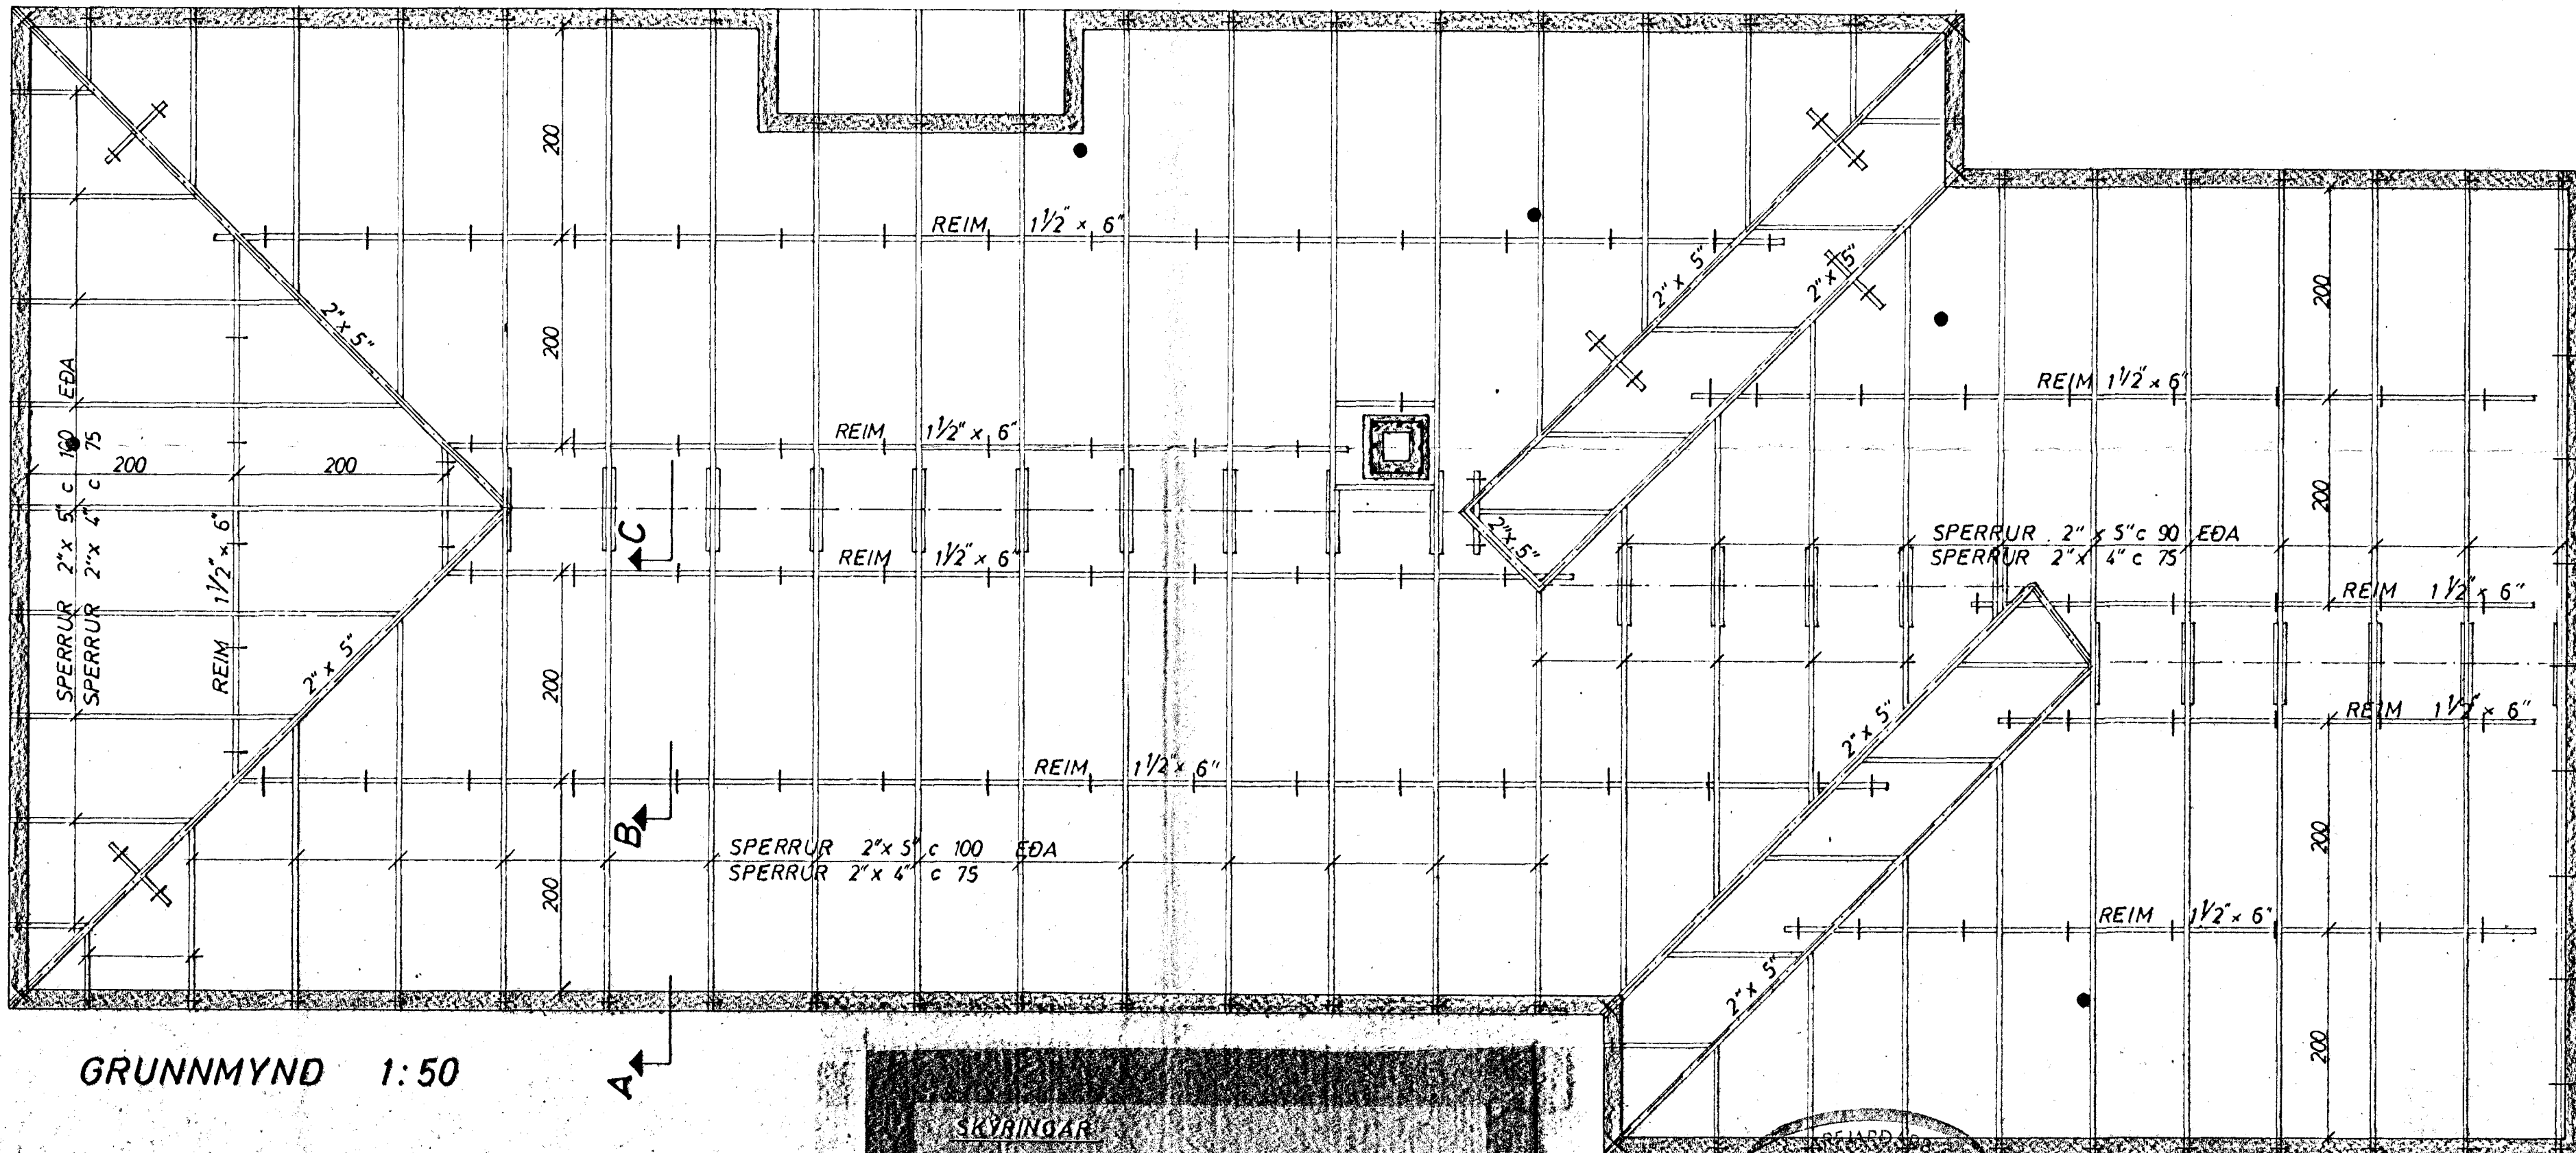 200
REIM 1½" x 6"
2" x 5"
2" x 5"
200
2" x 5"
200
200
REIM 1½" x 6"
REIM 1½" x 6"
200
200
SPERRUR 2" x 5" c 100 EÐA
SPERRUR 2" x 4" c 75
REIM 1½" x 6"
200
C
2" x 5"
SPERRUR 2" x 5" c 90 EÐA
SPERRUR 2" x 4" c 75
REIM 1½" x 6"
REIM 1½" x 6"
2" x 5"
200
REIM 1½" x 6"
2" x 5"
REIM 1½" x 6"
B
SPERRUR 2" x 5" c 100 EÐA
SPERRUR 2" x 4" c 75
200
200
REIM 1½" x 6"
2" x 5"
200
GRUNNMYND 1:50
A
SKÝRINGAR